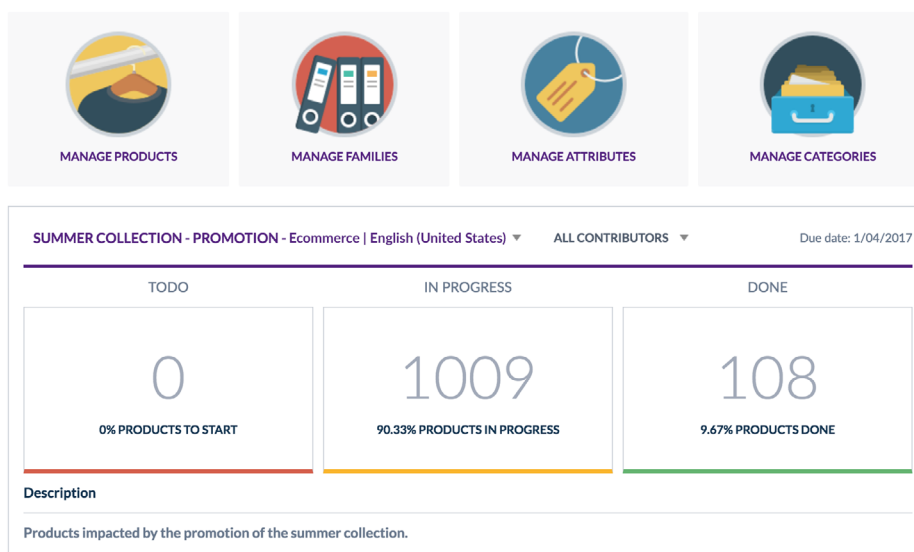 MANAGE PRODUCTS
MANAGE FAMILIES
MANAGE ATTRIBUTES
MANAGE CATEGORIES
SUMMER COLLECTION - PROMOTION - Ecommerce | English (United States)
ALL CONTRIBUTORS
Due date: 1/04/2017
TODO
IN PROGRESS
DONE
0
1009
108
0% PRODUCTS TO START
90.33% PRODUCTS IN PROGRESS
9.67% PRODUCTS DONE
Description
Products impacted by the promotion of the summer collection.